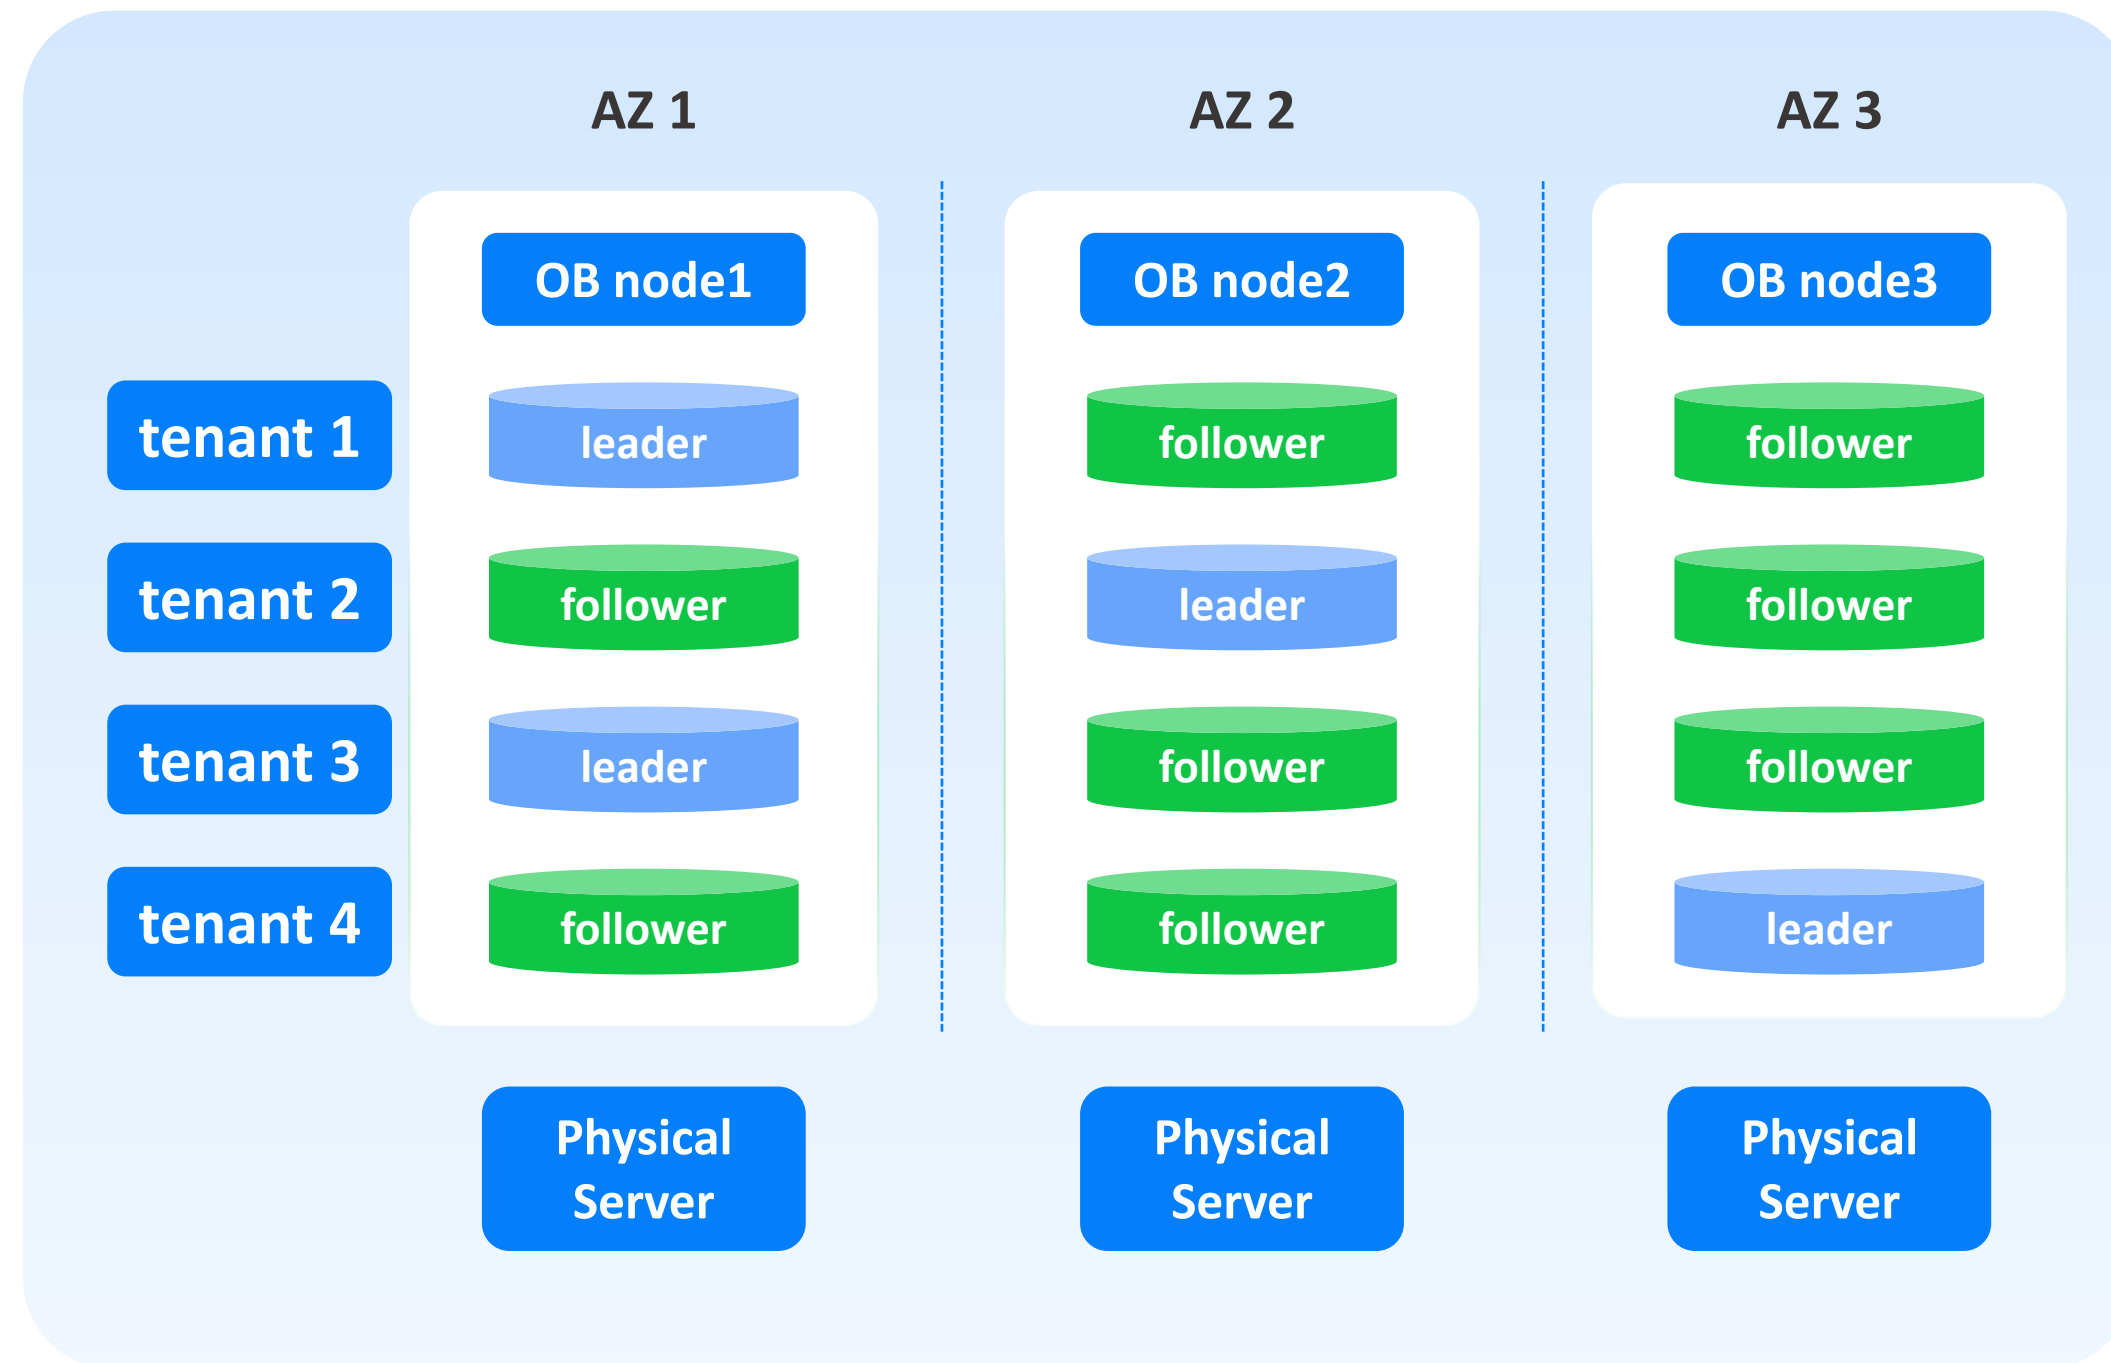 AZ 1
AZ 2
AZ 3
OB node1
OB node2
OB node3
tenant 1
leader
follower
follower
tenant 2
follower
leader
follower
tenant 3
leader
follower
follower
tenant 4
follower
follower
leader
Physical
Server
Physical
Server
Physical
Server